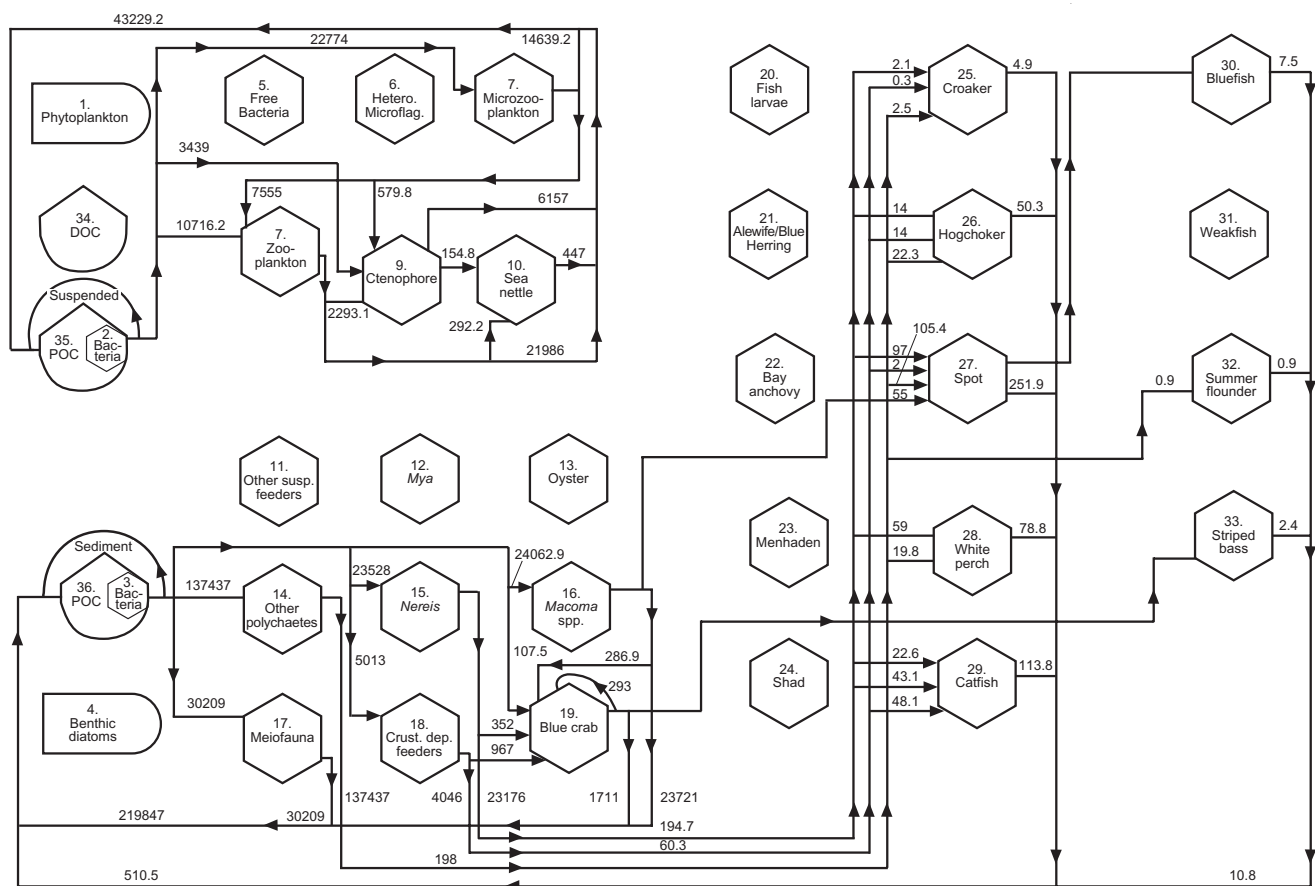 43229.2
14639.2
22774
1.
Phytoplankton
5.
Free
Bacteria
6.
Hetero.
Microflag.
7.
Microzoo-
plankton
3439
7555
579.8
6157
34.
DOC
10716.2
7.
Zoo-
plankton
9.
Ctenophore
154.8
10.
Sea
nettle
447
Suspended
35.
POC
2.
Bac-
teria
2293.1
292.2
21986
20.
Fish
larvae
2.1
0.3
2.5
25.
Croaker
4.9
30.
Bluefish
7.5
21.
Alewife/Blue
Herring
14
14
22.3
26.
Hogchoker
50.3
31.
Weakfish
22.
Bay
anchovy
105.4
97
2
55
27.
Spot
251.9
0.9
32.
Summer
flounder
0.9
11.
Other susp.
feeders
12.
Mya
13.
Oyster
23.
Menhaden
59
19.8
28.
White
perch
78.8
33.
Striped
bass
2.4
Sediment
36.
POC
3.
Bac-
teria
137437
14.
Other
polychaetes
23528
15.
Nereis
24062.9
16.
Macoma
spp.
5013
107.5
286.9
293
24.
Shad
22.6
43.1
48.1
29.
Catfish
113.8
4.
Benthic
diatoms
30209
17.
Meiofauna
18.
Crust. dep.
feeders
352
967
19.
Blue crab
137437
4046
23176
1711
23721
219847
30209
194.7
60.3
198
510.5
10.8